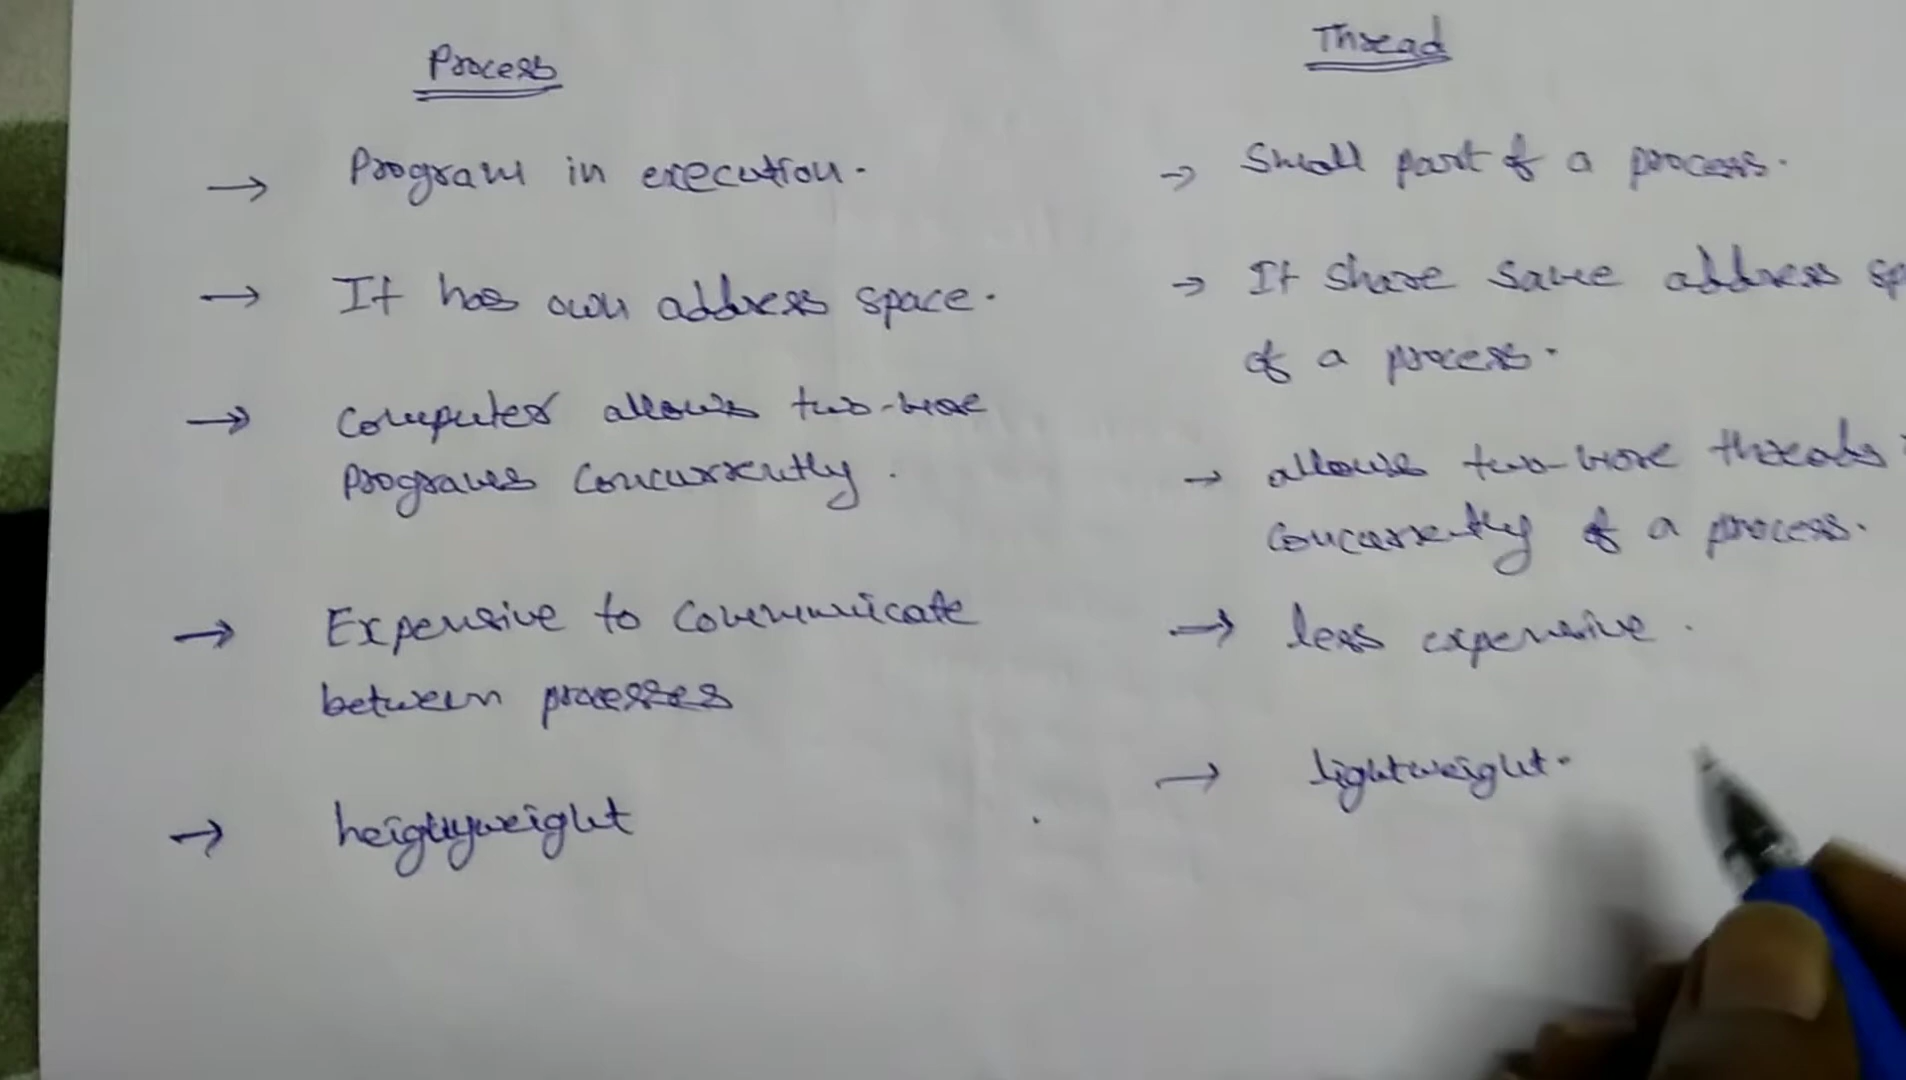 Process
→ Program in execution.
→ It has own address space.
→ Computer allows two-more
programs concurrently.
→ Expensive to communicate
between processes
→ heighyweight
Thread
→ Small part of a process.
→ It share same address sp
of a process.
→ allows two-more threads
concurrently of a process.
→ less expensive.
→ lightweight.